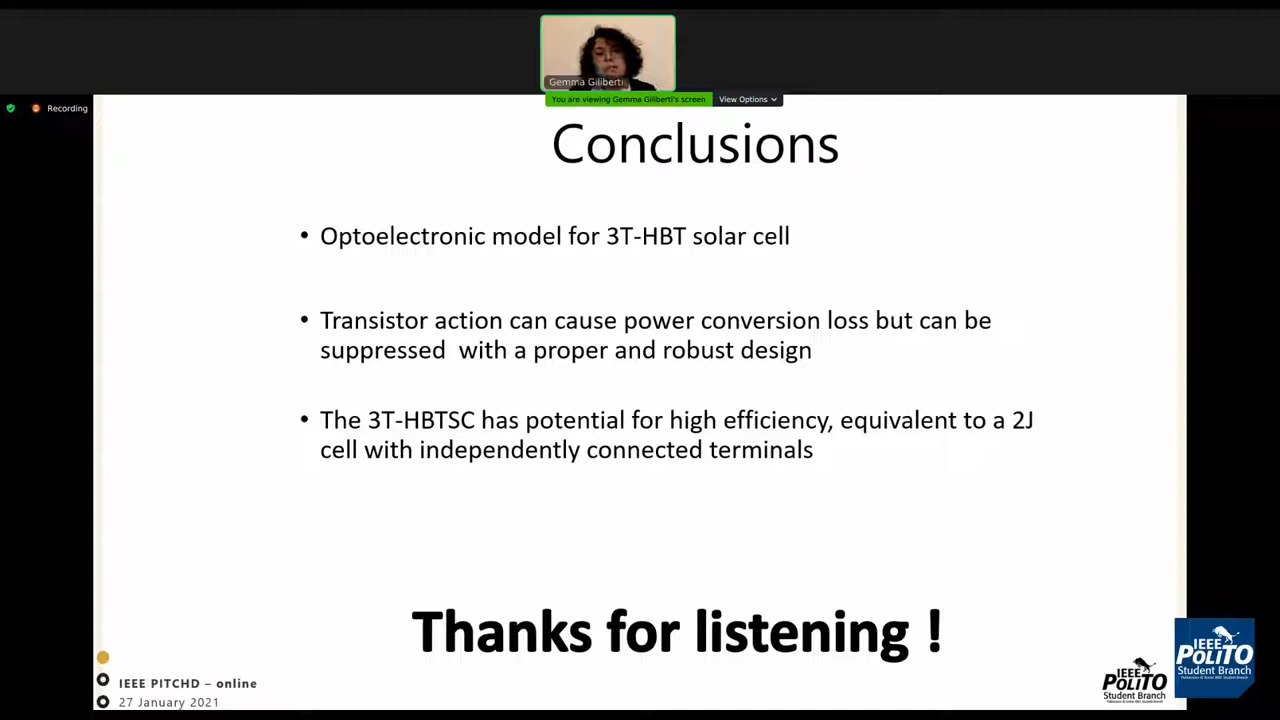 Gemma Giliberti
You are viewing Gemma Giliberti's screen View Options
Recording
Conclusions
• Optoelectronic model for 3T-HBT solar cell
• Transistor action can cause power conversion loss but can be
suppressed with a proper and robust design
• The 3T-HBTSC has potential for high efficiency, equivalent to a 2J
cell with independently connected terminals
Thanks for listening !
IEEE PITCHD – online
27 January 2021
IEEE
POLITO
Student Branch
IEEE
POLITO
Student Branch